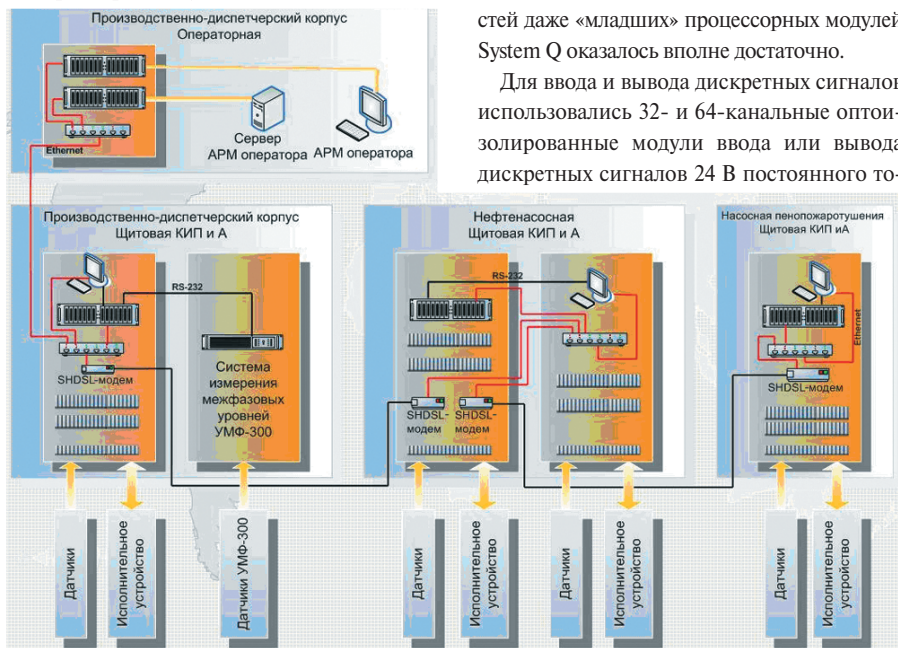 Производственно-диспетчерский корпус
Операторная
Ethernet
Сервер
АРМ оператора
АРМ оператора
стей даже «младших» процессорных модулей
System Q оказалось вполне достаточно.
Для ввода и вывода дискретных сигналов
использовались 32- и 64-канальные оптои-
золированные модули ввода или вывода
дискретных сигналов 24 В постоянного то-
Производственно-диспетчерский корпус
Щитовая КИП и А
RS-232
SHDSL-модем
Система
измерения
межфазовых
уровней
УМФ-300
Нефтенасосная
Щитовая КИП и А
RS-232
SHDSL-
модем
SHDSL-
модем
Насосная пенопожаротушения
Щитовая КИП иА
Ethernet
SHDSL-модем
Датчики
Исполнительное
устройство
Датчики УМФ-300
Датчики
Исполнительное
устройство
Датчики
Исполнительное
устройство
Датчики
Исполнительное
устройство